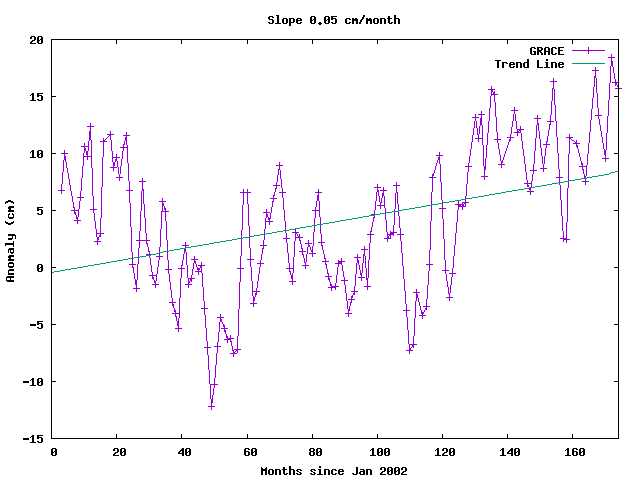 Slope 0.05 cm/month
20
15
10
5
0
-5
-10
-15
Anomaly (cm)
GRACE
Trend Line
0 20 40 60 80 100 120 140 160
Months since Jan 2002